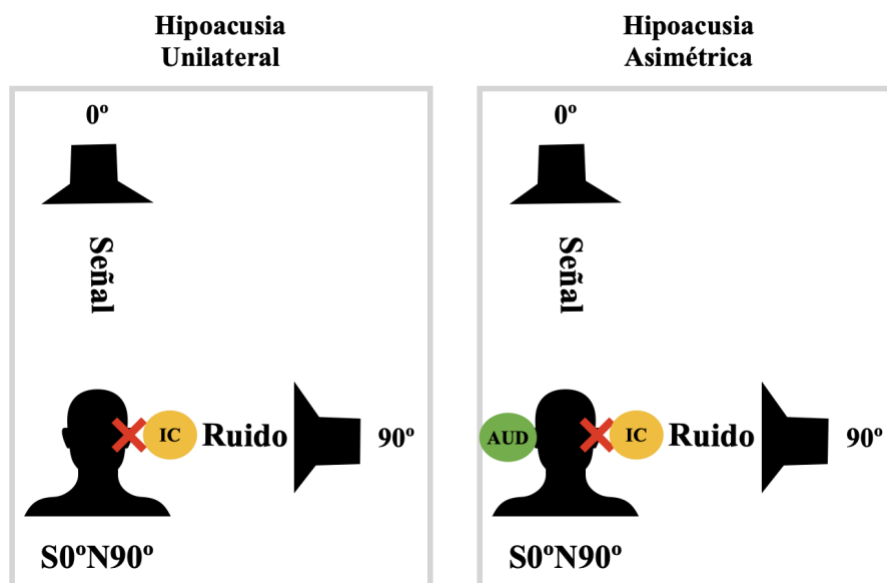 Hipoacusia
Unilateral
0º
Señal
IC
Ruido
90º
S0ºN90º
Hipoacusia
Asimétrica
0º
Señal
AUD
IC
Ruido
90º
S0ºN90º